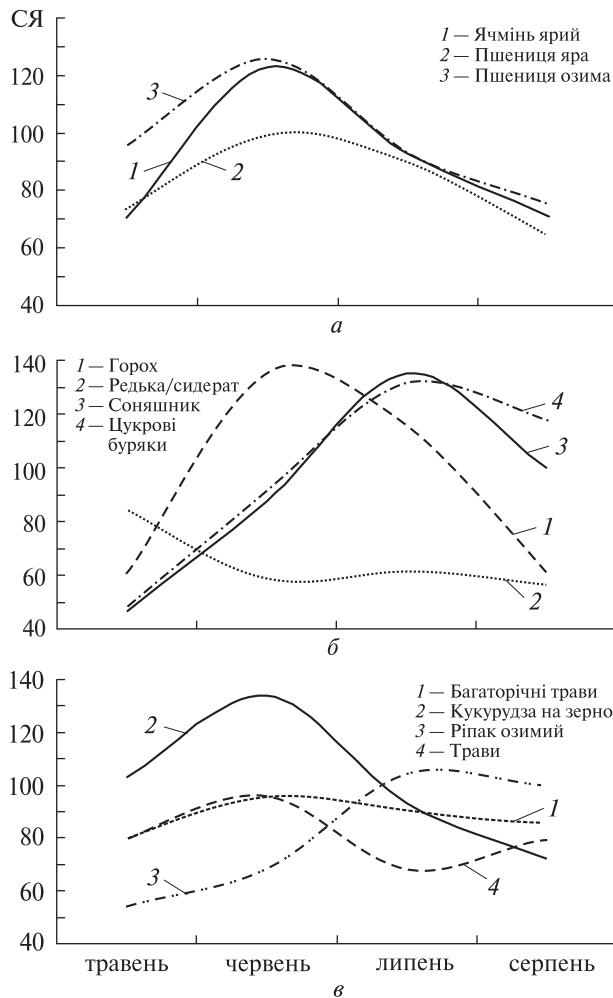 СЯ
1 — Ячмінь ярий
2 — Пшениця яра
3 — Пшениця озима
120
100
80
60
40
3
1
2
а
140
120
100
80
60
40
1 — Горох
2 — Редька/сидерат
3 — Соняшник
4 — Цукрові
буряки
4
3
1
2
б
140
120
100
80
60
40
1 — Багаторічні трави
2 — Кукурудза на зерно
3 — Ріпак озимий
4 — Трави
2
1
3
4
травень червень липень серпень
в